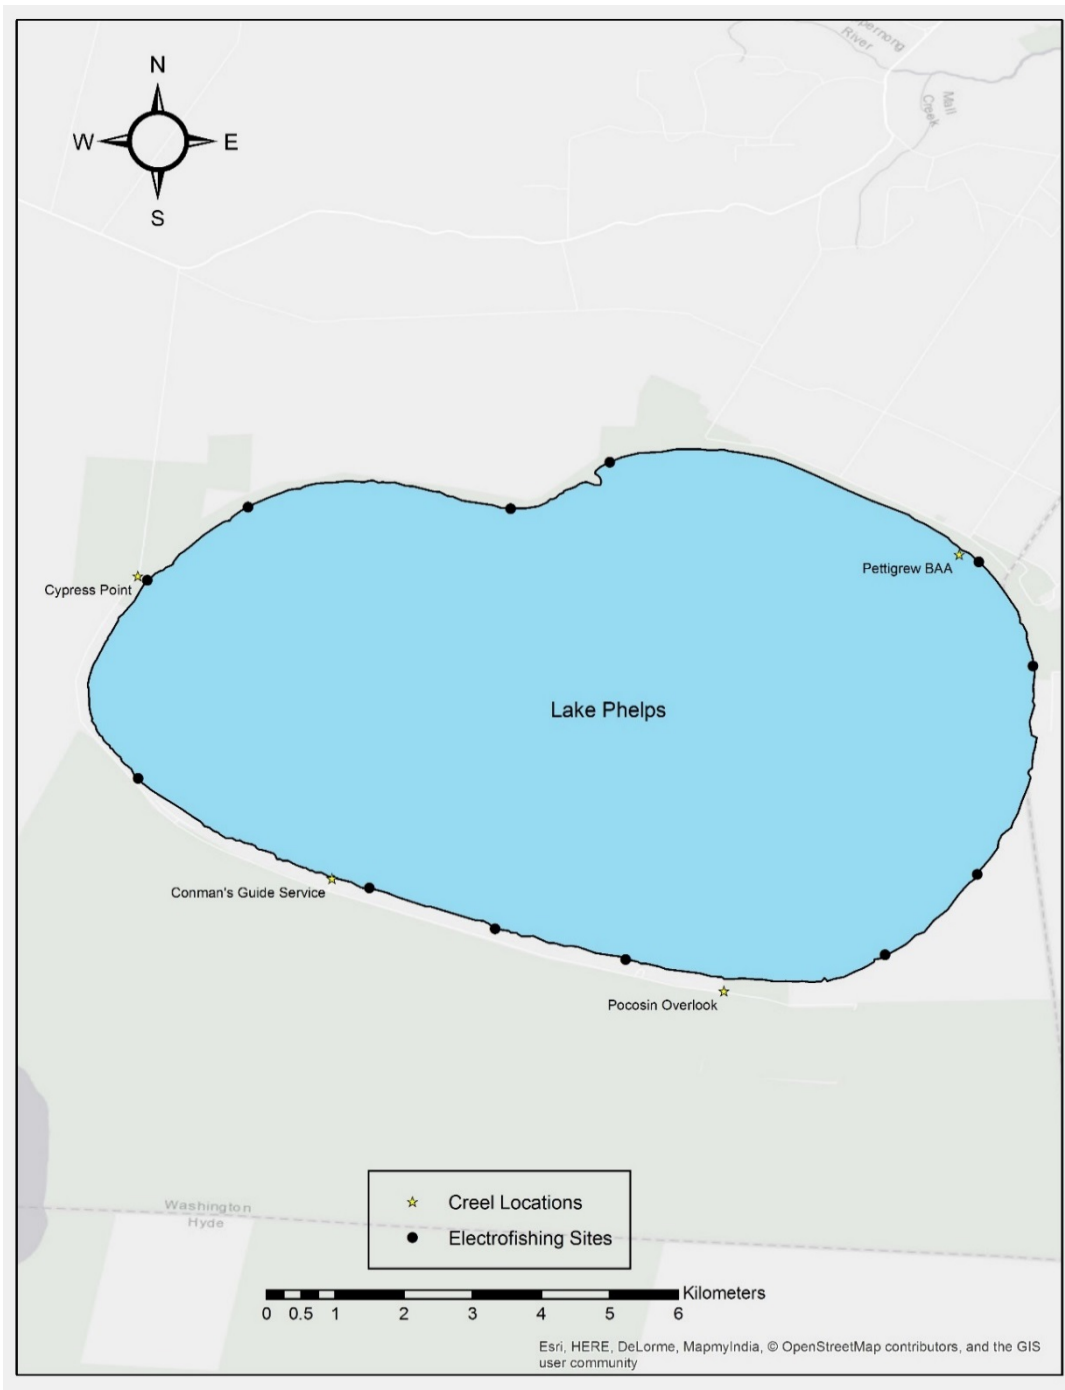 N
W E
S
River
Mall
Creek
Cypress Point
Pettigrew BAA
Lake Phelps
Conman's Guide Service
Pocosin Overlook
Washington
Hyde
Creel Locations
Electrofishing Sites
Kilometers
0 0.5 1 2 3 4 5 6
Esri, HERE, DeLorme, MapmyIndia, © OpenStreetMap contributors, and the GIS
user community